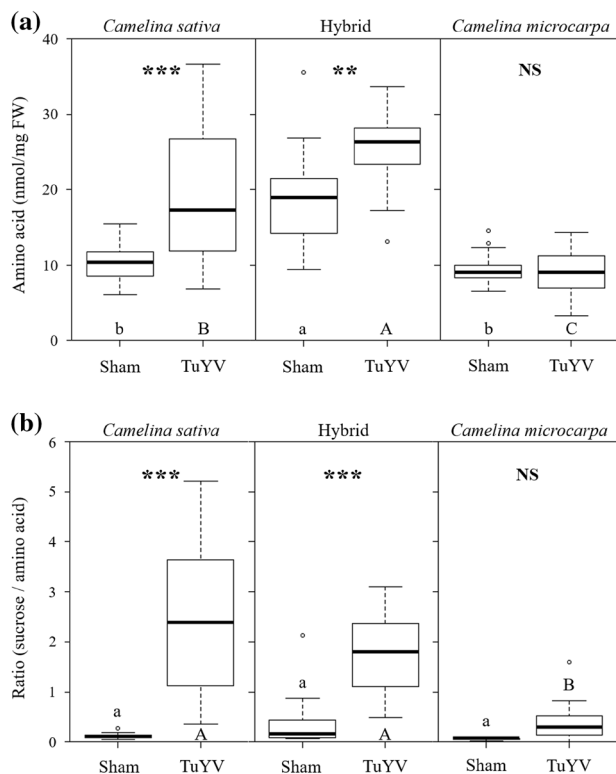 (a)
Camelina sativa Hybrid Camelina microcarpa
*** ** NS
Amino acid (nmol/mg FW)
40
30
20
10
0
b B a A b C
Sham TuYV Sham TuYV Sham TuYV
(b)
Camelina sativa Hybrid Camelina microcarpa
*** *** NS
Ratio (sucrose / amino acid)
6
5
4
3
2
1
0
a A a A a B
Sham TuYV Sham TuYV Sham TuYV